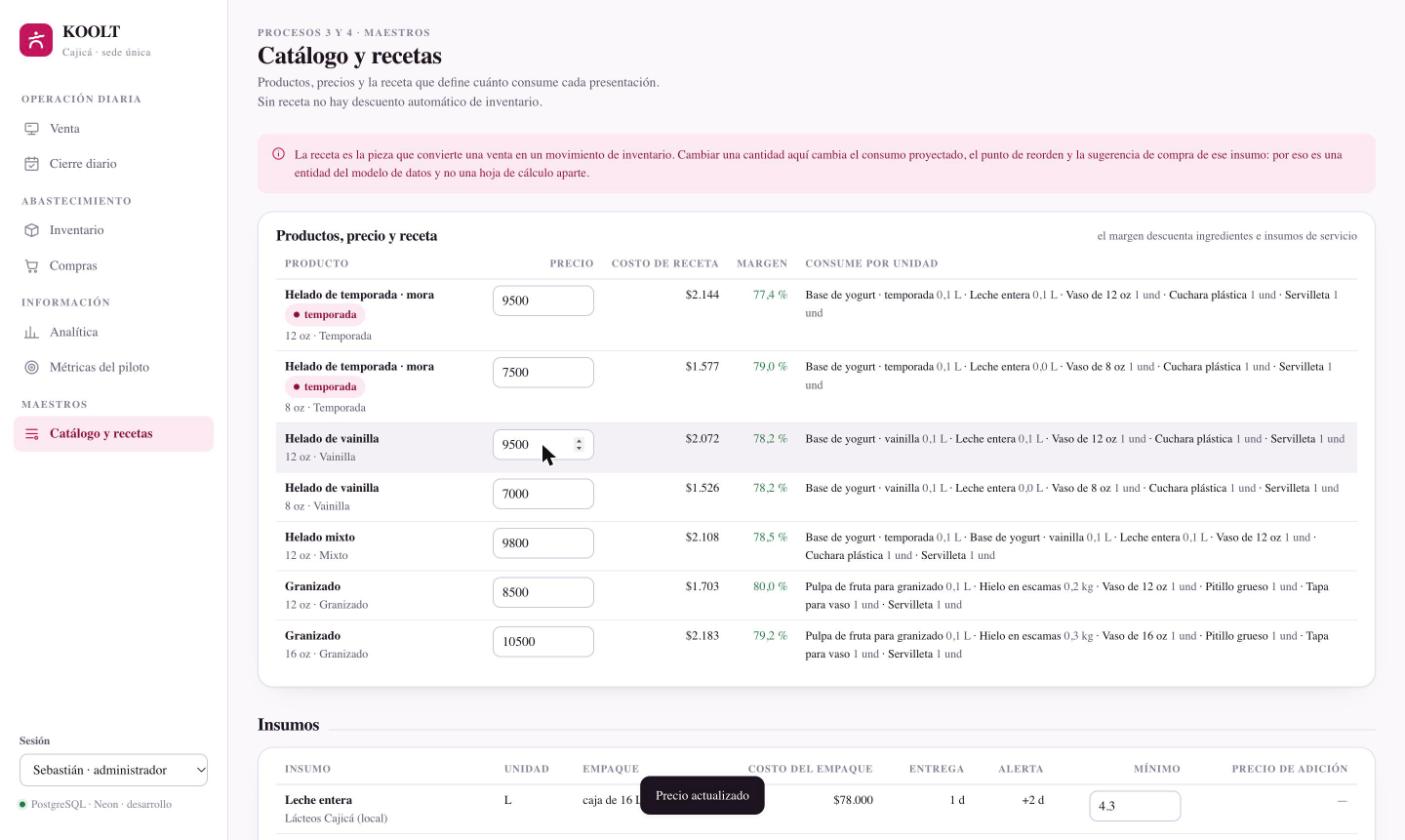 KOOLT
Cajicá · sede única
OPERACIÓN DIARIA
Venta
Cierre diario
ABASTECIMIENTO
Inventario
Compras
INFORMACIÓN
Analítica
Métricas del piloto
MAESTROS
Catálogo y recetas
Sesión
Sebastián · administrador
PostgreSQL · Neon · desarrollo
PROCESOS 3 Y 4 · MAESTROS
Catálogo y recetas
Productos, precios y la receta que define cuánto consume cada presentación.
Sin receta no hay descuento automático de inventario.
La receta es la pieza que convierte una venta en un movimiento de inventario. Cambiar una cantidad aquí cambia el consumo proyectado, el punto de reorden y la sugerencia de compra de ese insumo: por eso es una
entidad del modelo de datos y no una hoja de cálculo aparte.
Productos, precio y receta
el margen descuenta ingredientes e insumos de servicio
PRODUCTO PRECIO COSTO DE RECETA MARGEN CONSUME POR UNIDAD
Helado de temporada · mora 9500 $2.144 77,4 % Base de yogurt · temporada 0,1 L · Leche entera 0,1 L · Vaso de 12 oz 1 und · Cuchara plástica 1 und · Servilleta 1
temporada und
12 oz · Temporada
Helado de temporada · mora 7500 $1.577 79,0 % Base de yogurt · temporada 0,1 L · Leche entera 0,0 L · Vaso de 8 oz 1 und · Cuchara plástica 1 und · Servilleta 1
temporada und
8 oz · Temporada
Helado de vainilla 9500 $2.072 78,2 % Base de yogurt · vainilla 0,1 L · Leche entera 0,1 L · Vaso de 12 oz 1 und · Cuchara plástica 1 und · Servilleta 1 und
12 oz · Vainilla
Helado de vainilla 7000 $1.526 78,2 % Base de yogurt · vainilla 0,1 L · Leche entera 0,0 L · Vaso de 8 oz 1 und · Cuchara plástica 1 und · Servilleta 1 und
8 oz · Vainilla
Helado mixto 9800 $2.108 78,5 % Base de yogurt · temporada 0,1 L · Base de yogurt · vainilla 0,1 L · Leche entera 0,1 L · Vaso de 12 oz 1 und ·
12 oz · Mixto Cuchara plástica 1 und · Servilleta 1 und
Granizado 8500 $1.703 80,0 % Pulpa de fruta para granizado 0,1 L · Hielo en escamas 0,2 kg · Vaso de 12 oz 1 und · Pitillo grueso 1 und · Tapa
12 oz · Granizado para vaso 1 und · Servilleta 1 und
Granizado 10500 $2.183 79,2 % Pulpa de fruta para granizado 0,1 L · Hielo en escamas 0,3 kg · Vaso de 16 oz 1 und · Pitillo grueso 1 und · Tapa
16 oz · Granizado para vaso 1 und · Servilleta 1 und
Insumos
INSUMO UNIDAD EMPAQUE COSTO DEL EMPAQUE ENTREGA ALERTA MÍNIMO PRECIO DE ADICIÓN
Leche entera L caja de 16 L $78.000 1 d +2 d 4.3 —
Lácteos Cajicá (local)
Precio actualizado